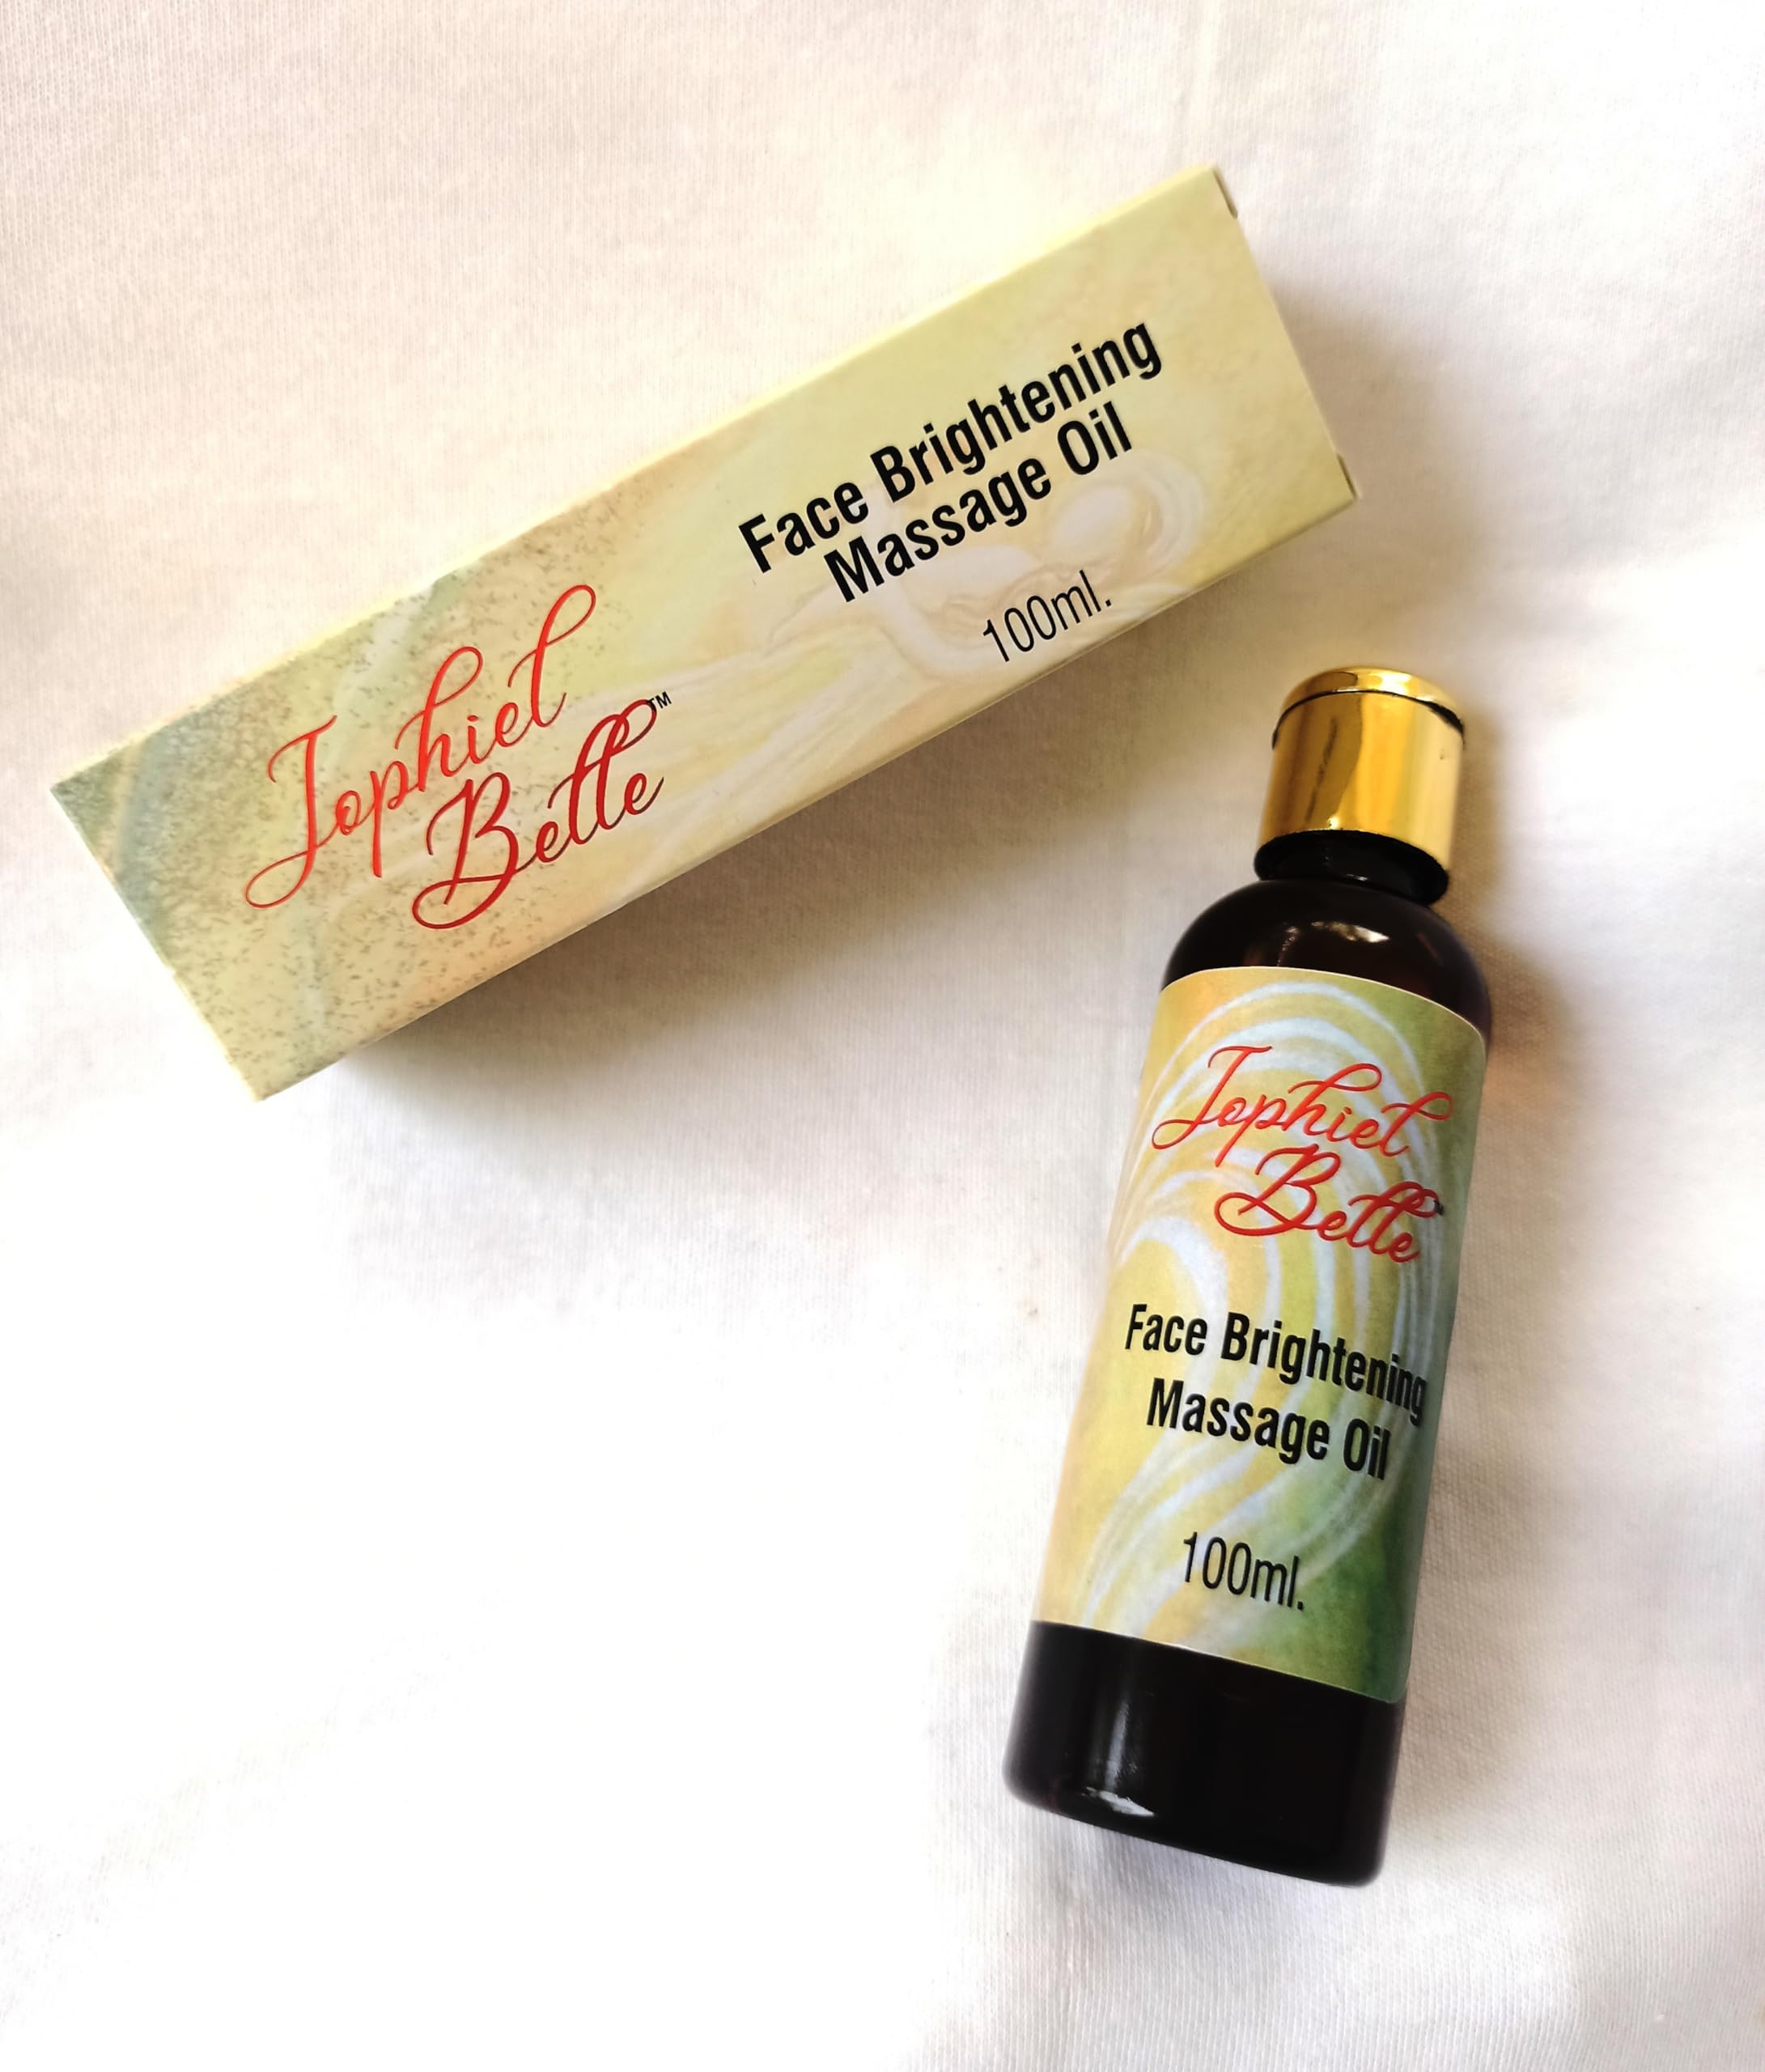 Jophiel
Belle™
Face Brightening
Massage Oil
100ml.
Jophiel
Belle
Face Brightening
Massage Oil
100ml.